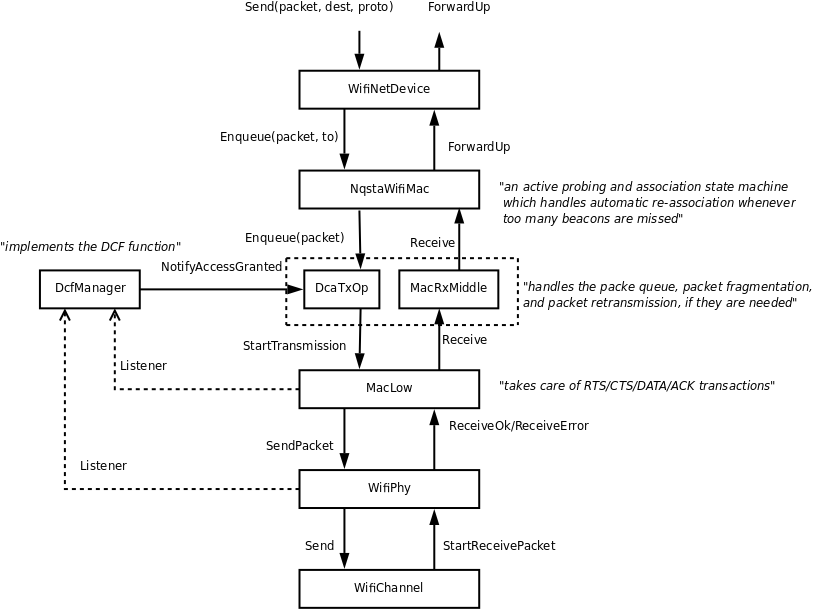 Send(packet, dest, proto)
ForwardUp
WifiNetDevice
Enqueue(packet, to)
ForwardUp
NqstaWifiMac
"an active probing and association state machine
which handles automatic re-association whenever
too many beacons are missed"
Enqueue(packet)
Receive
"implements the DCF function"
NotifyAccessGranted
DcfManager
DcaTxOp
MacRxMiddle
"handles the packe queue, packet fragmentation,
and packet retransmission, if they are needed"
StartTransmission
Receive
Listener
MacLow
"takes care of RTS/CTS/DATA/ACK transactions"
SendPacket
ReceiveOk/ReceiveError
Listener
WifiPhy
Send
StartReceivePacket
WifiChannel